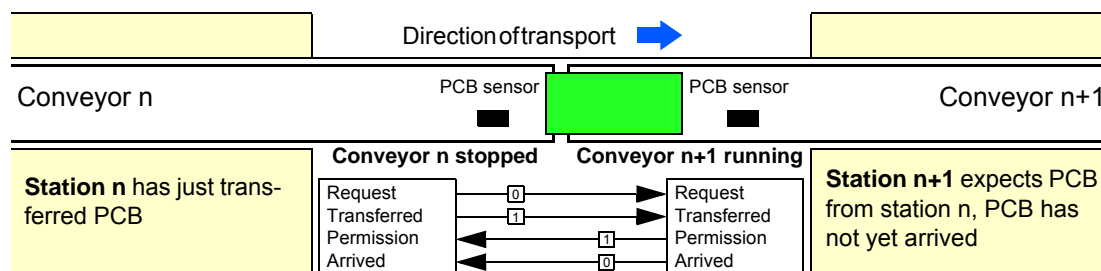 Direction of transport
PCB sensor
PCB sensor
Conveyor n
Conveyor n+1
Conveyor n stopped
Conveyor n+1 running
Station n has just trans-
ferred PCB
Request
0
Request
Transferred
1
Transferred
Permission
1
Permission
Arrived
0
Arrived
Station n+1 expects PCB
from station n, PCB has
not yet arrived